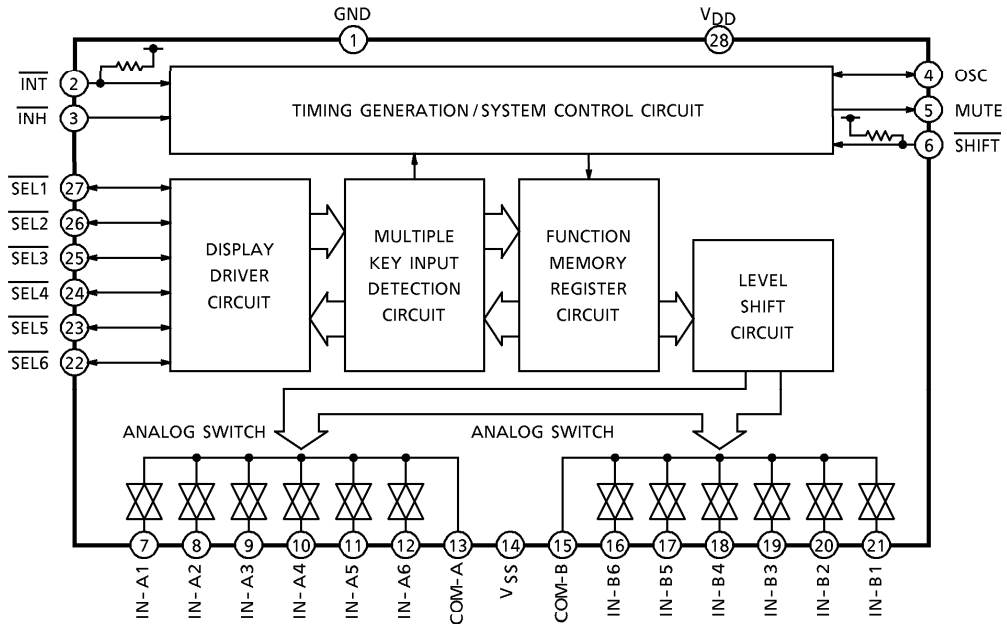 GND
VDD
1
28
INT
2
INH
3
TIMING GENERATION / SYSTEM CONTROL CIRCUIT
4
OSC
5
MUTE
6
SHIFT
SEL1
27
SEL2
26
SEL3
25
SEL4
24
SEL5
23
SEL6
22
DISPLAY
DRIVER
CIRCUIT
MULTIPLE
KEY INPUT
DETECTION
CIRCUIT
FUNCTION
MEMORY
REGISTER
CIRCUIT
LEVEL
SHIFT
CIRCUIT
ANALOG SWITCH
ANALOG SWITCH
7
8
9
10
11
12
13
14
15
16
17
18
19
20
21
IN-A1
IN-A2
IN-A3
IN-A4
IN-A5
IN-A6
COM-A
VSS
COM-B
IN-B6
IN-B5
IN-B4
IN-B3
IN-B2
IN-B1